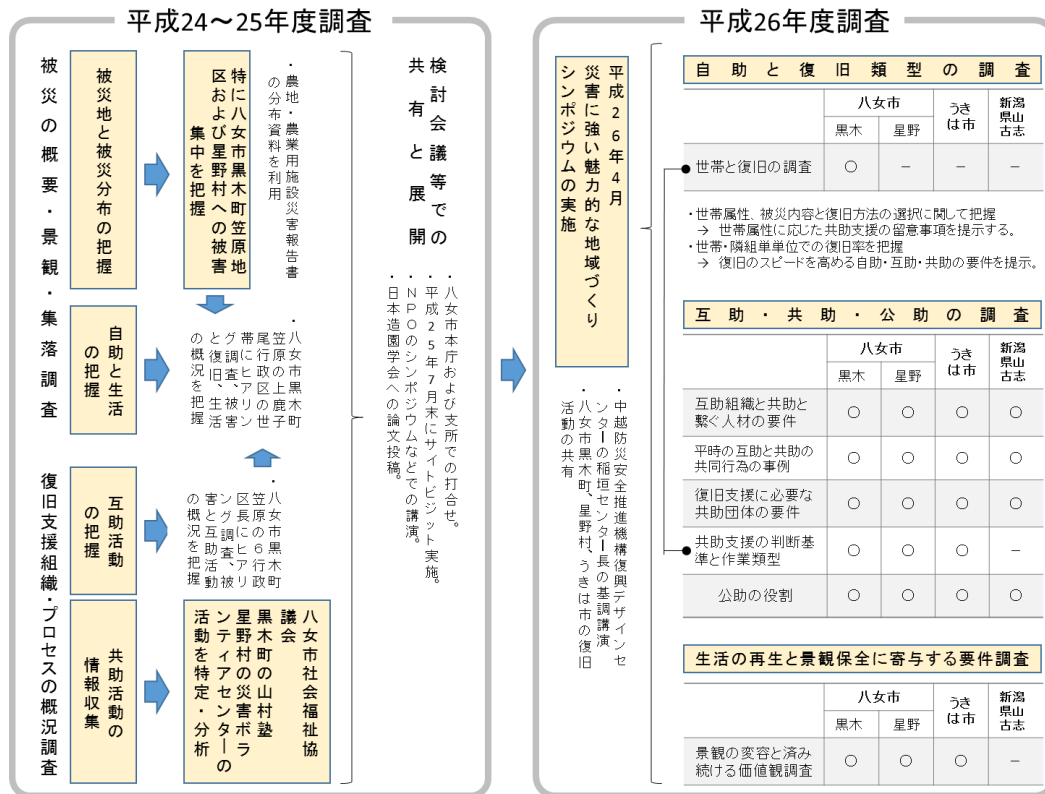 平成24～25年度調査
被災の概要・景観・集落調査
復旧支援組織・プロセスの概況調査
被災地と被災分布の把握
特に八女市黒木町笠原地
区および星野村への被害
集中を把握
・農地・農業用施設災害報告書
の分布資料を利用
自助と生活
の把握
・八女市黒木町
笠原の上鹿子
尾行政区の世
帯にヒアリン
グ調査、被害
と復旧、生活
の概況を把握
互助活動
の把握
・八女市黒木町
笠原の6行政
区長にヒアリ
ング調査、被
害と互助活動
の概況を把握
共助活動の
情報収集
八女市社会福祉協
議会
黒木町の山村塾
星野村の災害ボラ
ンティアセンターの
活動を特定・分析
検討会議等での
共有と展開
・八女市本庁および支所での打合せ。
・平成25年7月末にサイトビジット実施。
・NPOのシンポジウムなどでの講演。
・日本造園学会への論文投稿。
平成26年度調査
平成26年4月
災害に強い魅力的な地域づくり
シンポジウムの実施
・中越防災安全推進機構復興デザインセ
ンターの稲垣センター長の基調講演
・八女市黒木町、星野村、うきは市の復旧
活動の共有
自助と復旧類型の調査
八女市 うき
は市 新潟
県山
古志
黒木 星野
世帯と復旧の調査 ○ － － －
・世帯属性、被災内容と復旧方法の選択に関して把握
→ 世帯属性に応じた共助支援の留意事項を提示する。
・世帯・隣組単単位での復旧率を把握
→ 復旧のスピードを高める自助・互助・共助の要件を提示。
互助・共助・公助の調査
八女市 うき
は市 新潟
県山
古志
黒木 星野
互助組織と共助と
繋ぐ人材の要件 ○ ○ ○ ○
平時の互助と共助の
共同行為の事例 ○ ○ ○ ○
復旧支援に必要な
共助団体の要件 ○ ○ ○ ○
共助支援の判断基
準と作業類型 ○ ○ ○ －
公助の役割 ○ ○ ○ ○
生活の再生と景観保全に寄与する要件調査
八女市 うき
は市 新潟
県山
古志
黒木 星野
景観の変容と済み
続ける価値観調査 ○ ○ ○ －